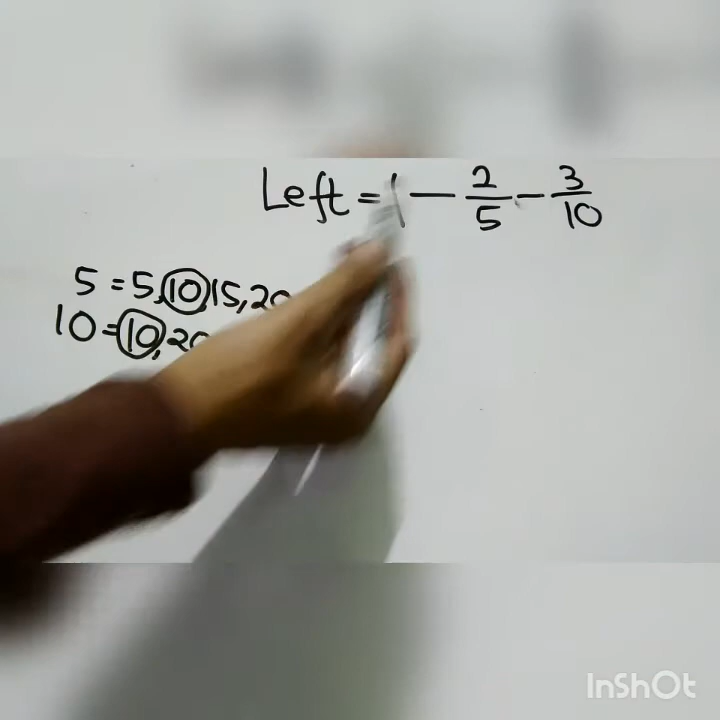 Left = 1 - 2/5 - 3/10
5 = 5, 10, 15, 20
10 = 10, 20
InShOt